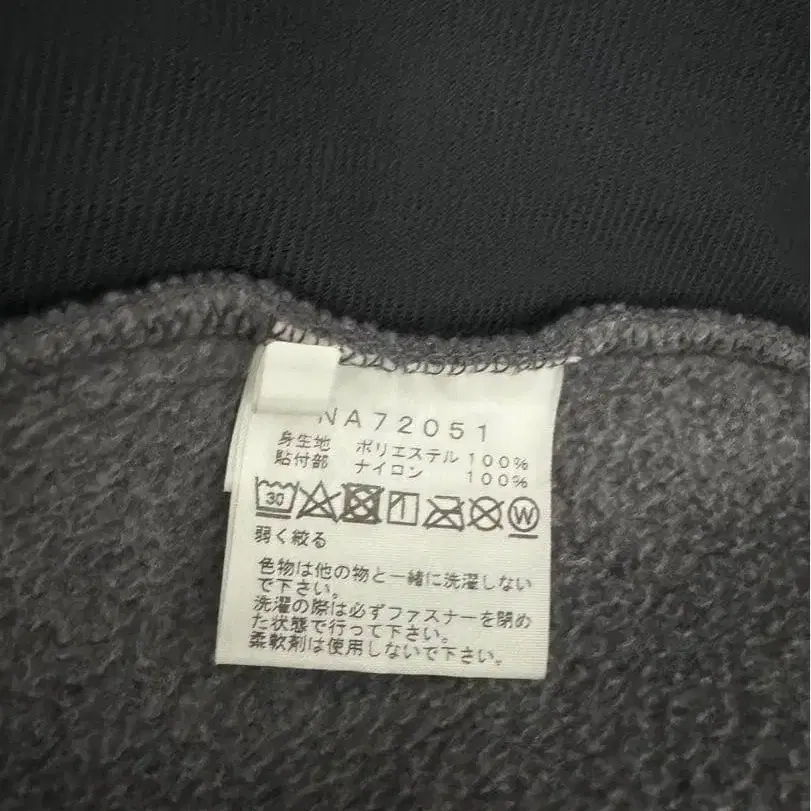 NA72051
身生地 ポリエステル 100%
貼付部 ナイロン 100%
30 W
弱く絞る
色物は他の物と一緒に洗濯しない
で下さい。
洗濯の際は必ずファスナーを閉め
た状態で行って下さい。
柔軟剤は使用しないで下さい。